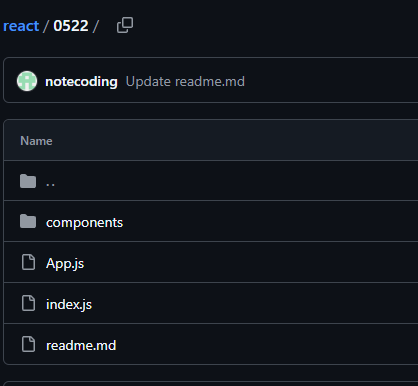 react / 0522 /
notecoding Update readme.md
Name
..
components
App.js
index.js
readme.md